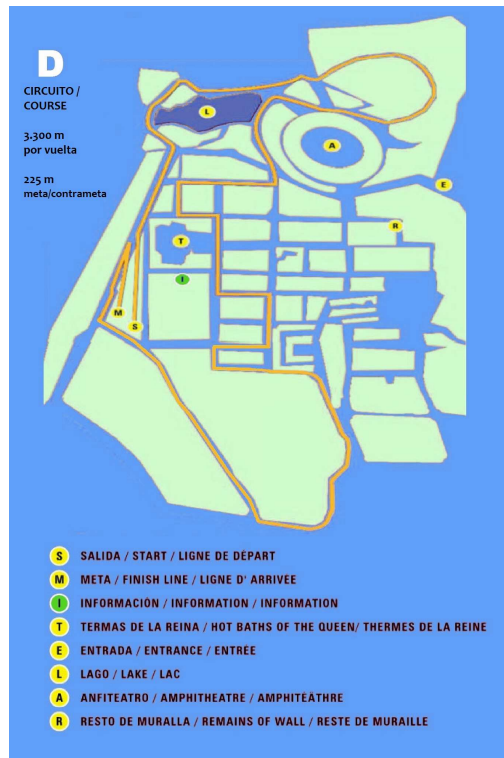 D
CIRCUITO /
COURSE
3.300 m
por vuelta
225 m
meta/contrameta
L
A
E
R
T
I
M
S
S SALIDA / START / LIGNE DE DÉPART
M META / FINISH LINE / LIGNE D' ARRIVEE
I INFORMACIÓN / INFORMATION / INFORMATION
T TERMAS DE LA REINA / HOT BATHS OF THE QUEEN/ THERMES DE LA REINE
E ENTRADA / ENTRANCE / ENTRÉE
L LAGO / LAKE / LAC
A ANFITEATRO / AMPHITHEATRE / AMPHITÉÂTHRE
R RESTO DE MURALLA / REMAINS OF WALL / RESTE DE MURAILLE